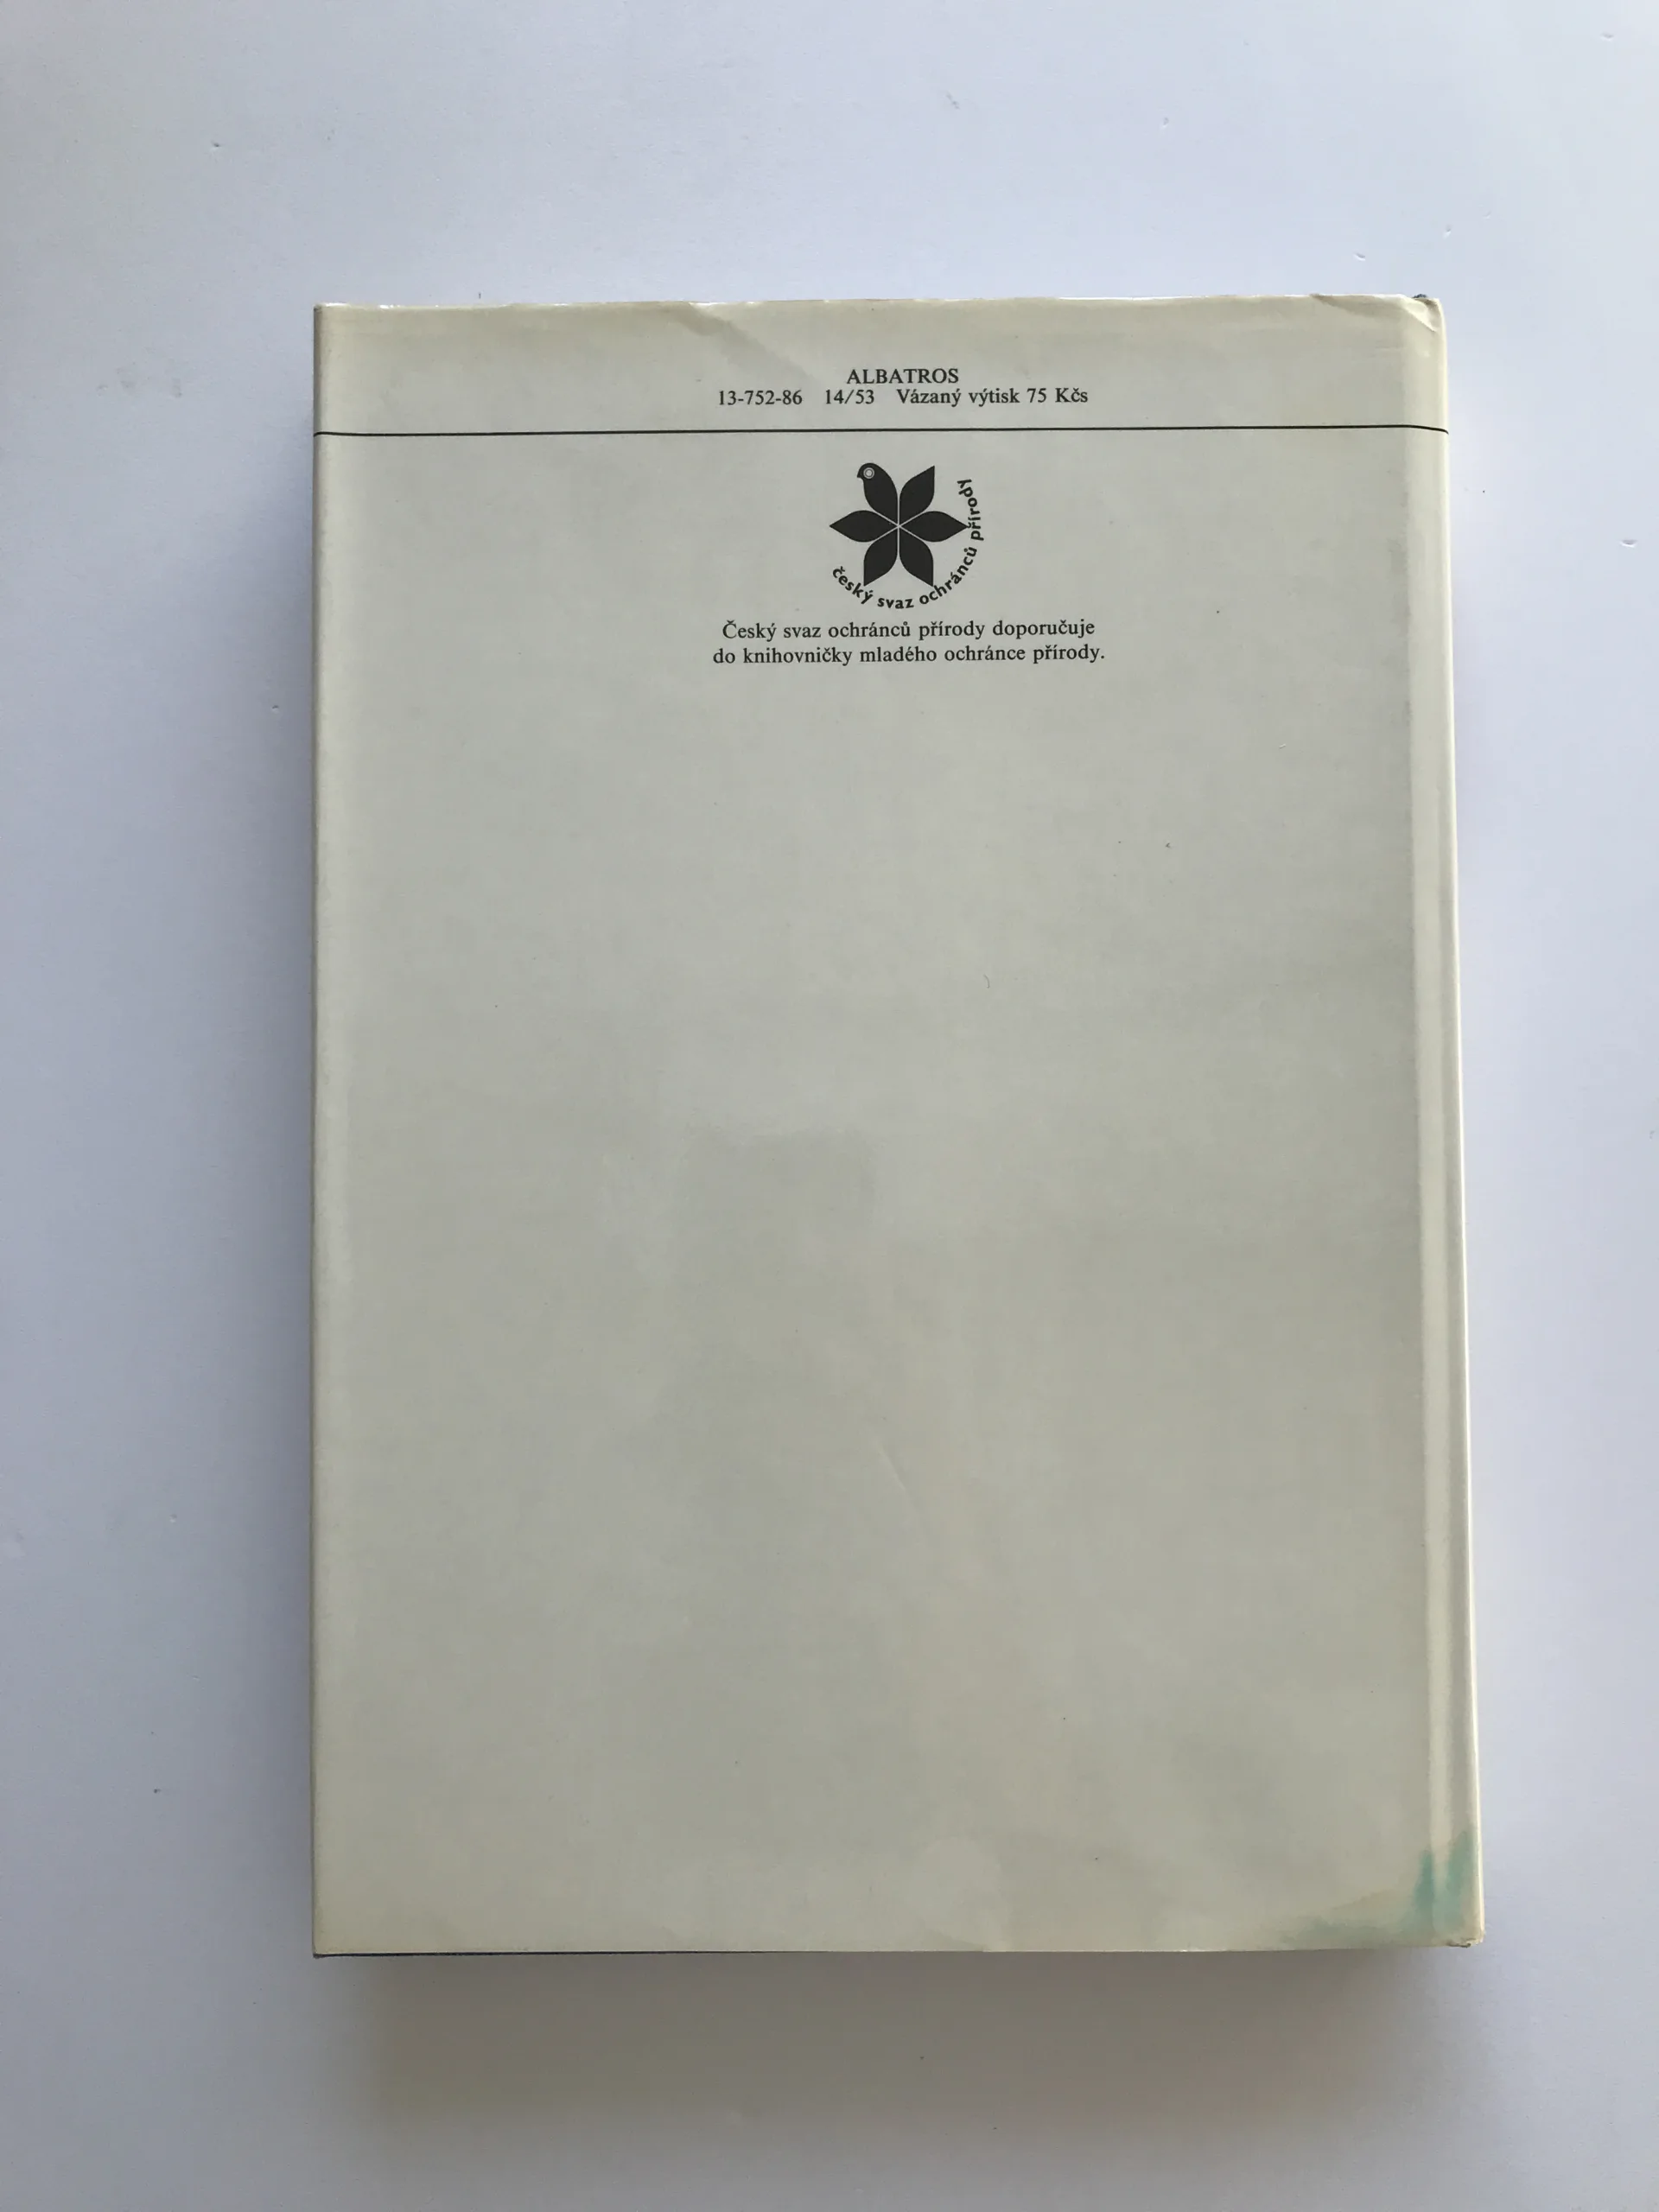 ALBATROS
13-752-86 14/53 Vázaný výtisk 75 Kčs
český svaz ochránců přírody
Český svaz ochránců přírody doporučuje
do knihovničky mladého ochránce přírody.